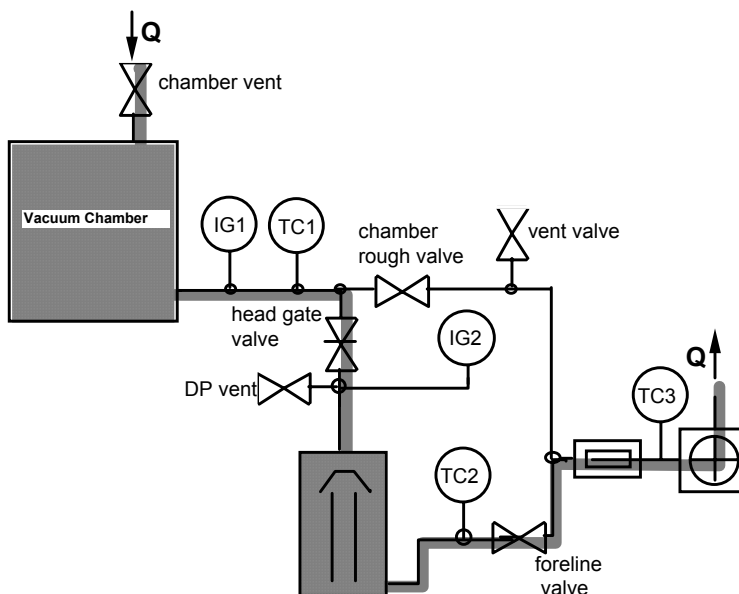 Q
chamber vent
Vacuum Chamber
IG1
TC1
chamber
rough valve
vent valve
head gate
valve
IG2
DP vent
Q
TC3
TC2
foreline
valve